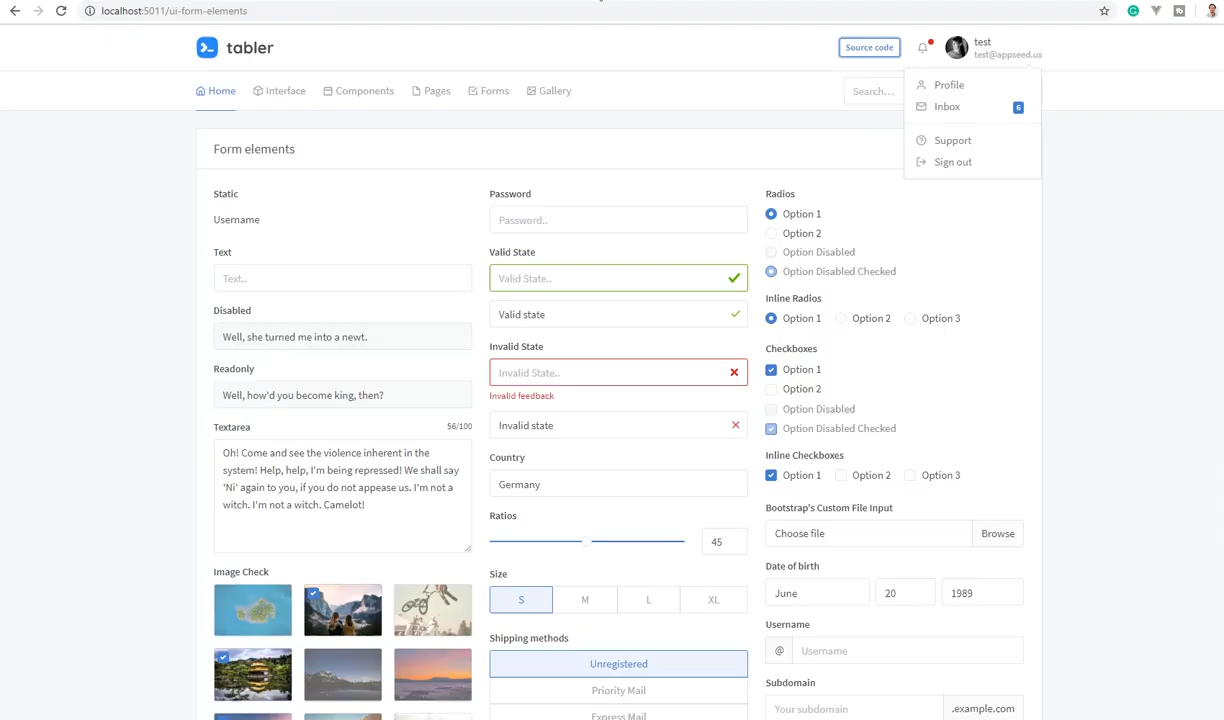 localhost:5011/ui-form-elements
tabler
Source code
test
test@appseed.us
Home
Interface
Components
Pages
Forms
Gallery
Search…
Profile
Inbox
6
Support
Sign out
Form elements
Static
Username
Text
Text..
Disabled
Well, she turned me into a newt.
Readonly
Well, how'd you become king, then?
Textarea
56/100
Oh! Come and see the violence inherent in the
system! Help, help, I'm being repressed! We shall say
'Ni' again to you, if you do not appease us. I'm not a
witch. I'm not a witch. Camelot!
Image Check
Password
Password..
Valid State
Valid State..
Valid state
Invalid State
Invalid State..
Invalid feedback
Invalid state
Country
Germany
Ratios
45
Size
S
M
L
XL
Shipping methods
Unregistered
Priority Mail
Express Mail
Radios
Option 1
Option 2
Option Disabled
Option Disabled Checked
Inline Radios
Option 1
Option 2
Option 3
Checkboxes
Option 1
Option 2
Option Disabled
Option Disabled Checked
Inline Checkboxes
Option 1
Option 2
Option 3
Bootstrap's Custom File Input
Choose file
Browse
Date of birth
June
20
1989
Username
@
Username
Subdomain
Your subdomain
.example.com